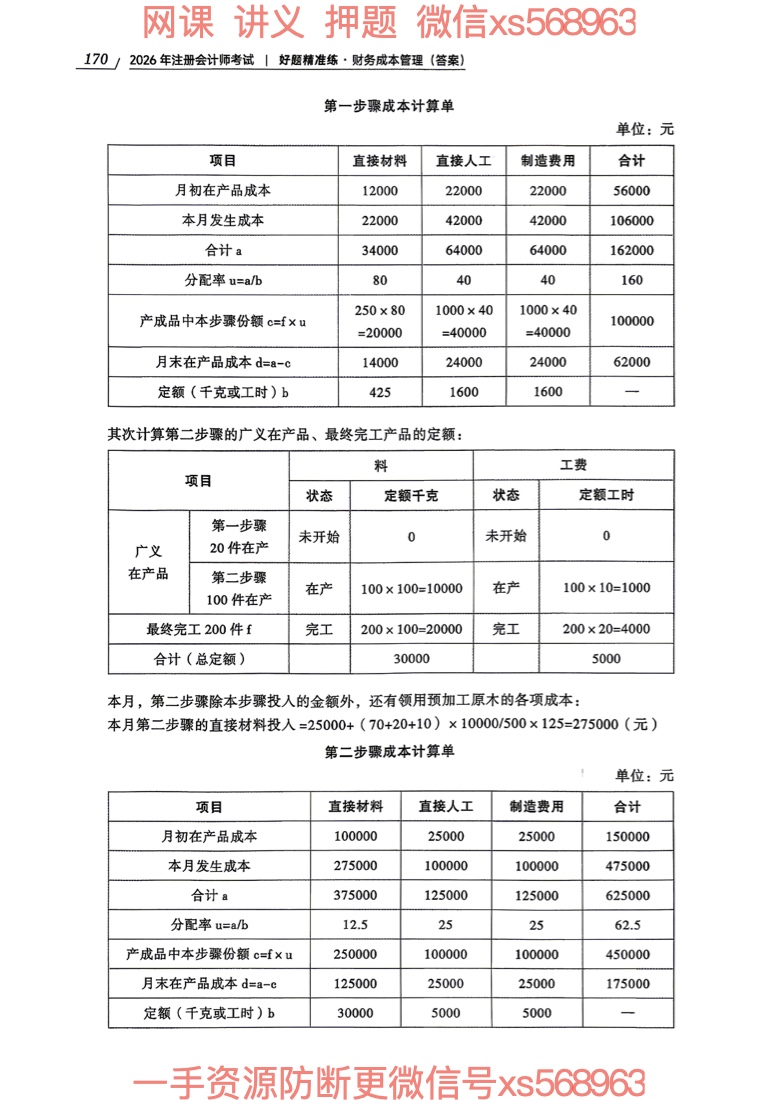 网课 讲义 押题 微信xs568963
170 / 2026 年注册会计师考试 | 好题精准练·财务成本管理（答案）
第一步骤成本计算单
单位：元
项目 直接材料 直接人工 制造费用 合计
月初在产品成本 12000 22000 22000 56000
本月发生成本 22000 42000 42000 106000
合计 a 34000 64000 64000 162000
分配率 u=a/b 80 40 40 160
产成品中本步骤份额 c=f×u 250×80 =20000 1000×40 =40000 1000×40 =40000 100000
月末在产品成本 d=a-c 14000 24000 24000 62000
定额（千克或工时）b 425 1600 1600 —
其次计算第二步骤的广义在产品、最终完工产品的定额：
项目 料 工费
状态 定额千克 状态 定额工时
广义在产品 第一步骤 20 件在产 未开始 0 未开始 0
第二步骤 100 件在产 在产 100×100=10000 在产 100×10=1000
最终完工 200 件 f 完工 200×100=20000 完工 200×20=4000
合计（总定额） 30000 5000
本月，第二步骤除本步骤投入的金额外，还有领用预加工原木的各项成本：
本月第二步骤的直接材料投入 =25000+（70+20+10）×10000/500×125=275000（元）
第二步骤成本计算单
单位：元
项目 直接材料 直接人工 制造费用 合计
月初在产品成本 100000 25000 25000 150000
本月发生成本 275000 100000 100000 475000
合计 a 375000 125000 125000 625000
分配率 u=a/b 12.5 25 25 62.5
产成品中本步骤份额 c=f×u 250000 100000 100000 450000
月末在产品成本 d=a-c 125000 25000 25000 175000
定额（千克或工时）b 30000 5000 5000 —
一手资源防断更微信号xs568963